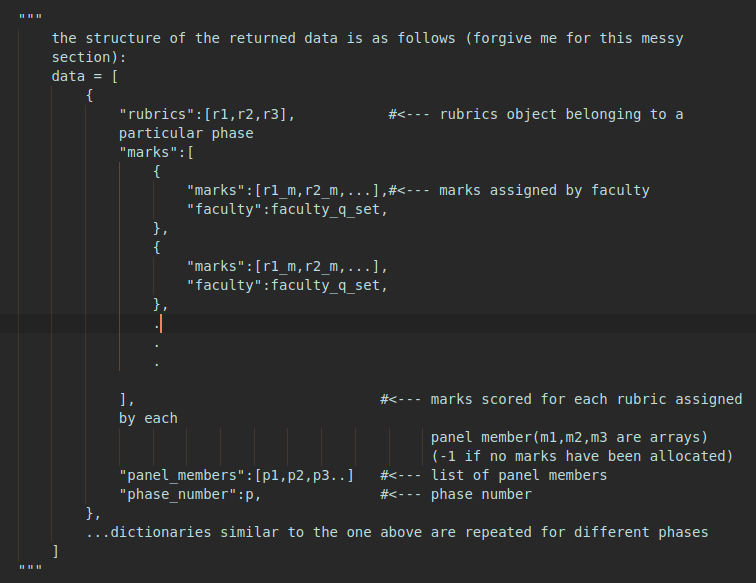 """
the structure of the returned data is as follows (forgive me for this messy
section):
data = [
{
"rubrics":[r1,r2,r3],           #<--- rubrics object belonging to a
particular phase
"marks":[
{
"marks":[r1_m,r2_m,...],#<--- marks assigned by faculty
"faculty":faculty_q_set,
},
{
"marks":[r1_m,r2_m,...],
"faculty":faculty_q_set,
},
.
.
.
],                             #<--- marks scored for each rubric assigned
by each
panel member(m1,m2,m3 are arrays)
(-1 if no marks have been allocated)
"panel_members":[p1,p2,p3..]   #<--- list of panel members
"phase_number":p,              #<--- phase number
},
...dictionaries similar to the one above are repeated for different phases
]
"""